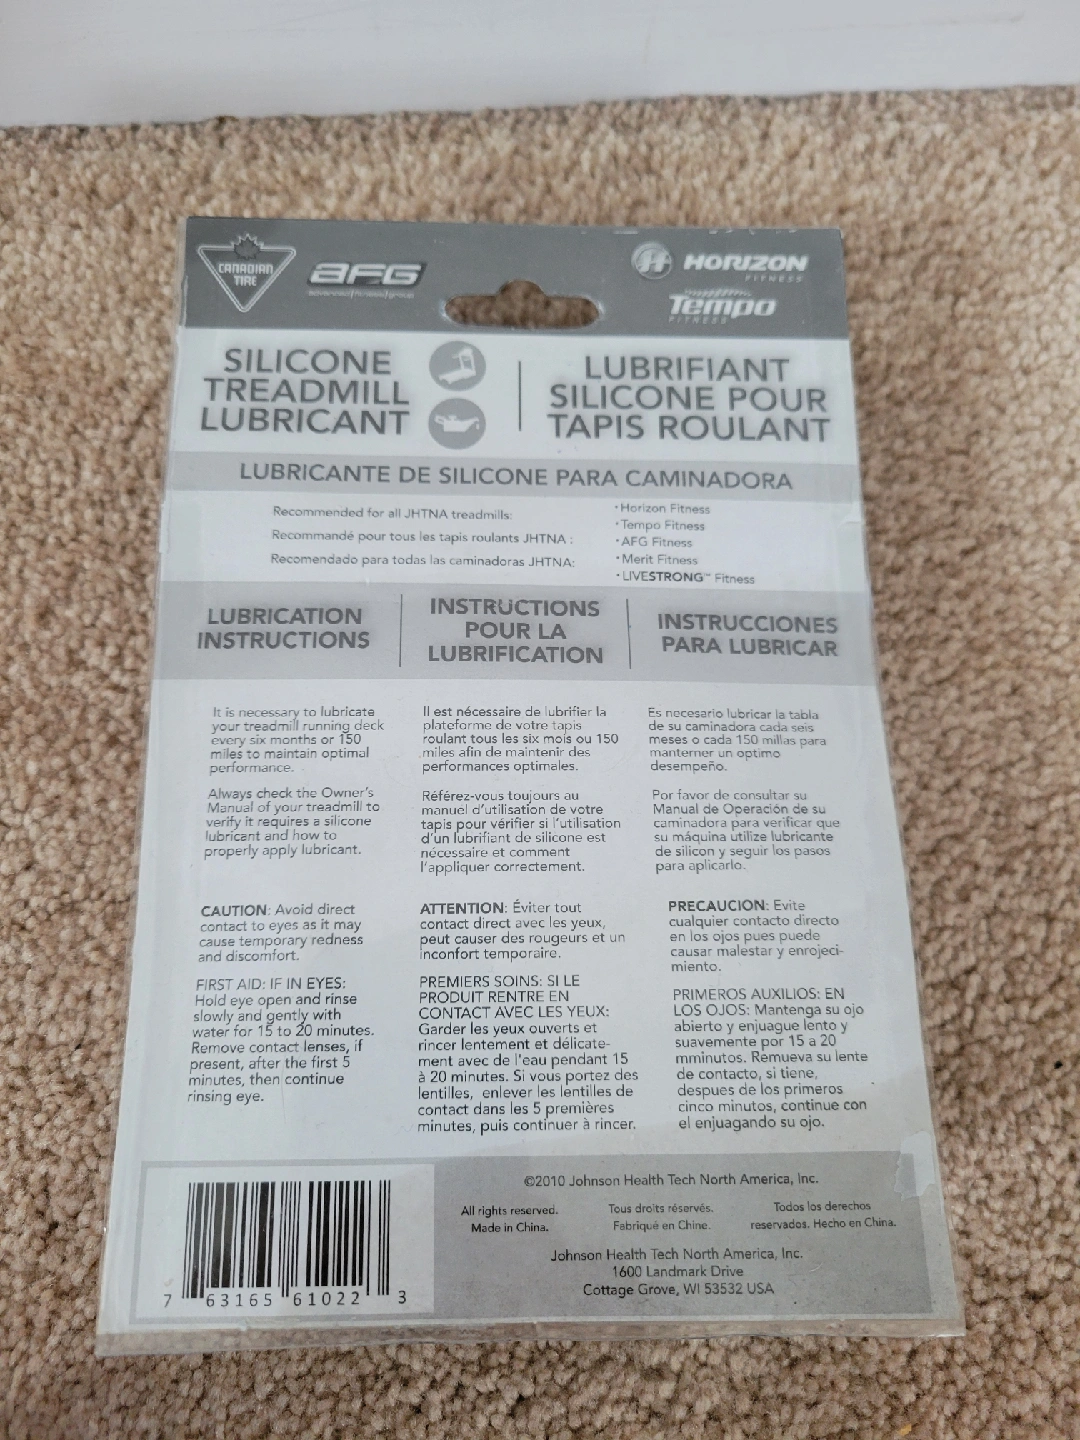 CANADIAN
TIRE
AFG
advanced fitness group
HORIZON
FITNESS
Tempo
FITNESS
SILICONE
TREADMILL
LUBRICANT
LUBRIFIANT
SILICONE POUR
TAPIS ROULANT
LUBRICANTE DE SILICONE PARA CAMINADORA
Recommended for all JHTNA treadmills:
Recommandé pour tous les tapis roulants JHTNA :
Recomendado para todas las caminadoras JHTNA:
• Horizon Fitness
• Tempo Fitness
• AFG Fitness
• Merit Fitness
• LIVESTRONG™ Fitness
LUBRICATION
INSTRUCTIONS
It is necessary to lubricate
your treadmill running deck
every six months or 150
miles to maintain optimal
performance.
Always check the Owner's
Manual of your treadmill to
verify it requires a silicone
lubricant and how to
properly apply lubricant.
CAUTION: Avoid direct
contact to eyes as it may
cause temporary redness
and discomfort.
FIRST AID: IF IN EYES:
Hold eye open and rinse
slowly and gently with
water for 15 to 20 minutes.
Remove contact lenses, if
present, after the first 5
minutes, then continue
rinsing eye.
INSTRUCTIONS
POUR LA
LUBRIFICATION
Il est nécessaire de lubrifier la
plateforme de votre tapis
roulant tous les six mois ou 150
miles afin de maintenir des
performances optimales.
Référez-vous toujours au
manuel d'utilisation de votre
tapis pour vérifier si l'utilisation
d'un lubrifiant de silicone est
nécessaire et comment
l'appliquer correctement.
ATTENTION: Éviter tout
contact direct avec les yeux,
peut causer des rougeurs et un
inconfort temporaire.
PREMIERS SOINS: SI LE
PRODUIT RENTRE EN
CONTACT AVEC LES YEUX:
Garder les yeux ouverts et
rincer lentement et délicate-
ment avec de l'eau pendant 15
à 20 minutes. Si vous portez des
lentilles, enlever les lentilles de
contact dans les 5 premières
minutes, puis continuer à rincer.
INSTRUCCIONES
PARA LUBRICAR
Es necesario lubricar la tabla
de su caminadora cada seis
meses o cada 150 millas para
manterner un optimo
desempeño.
Por favor de consultar su
Manual de Operación de su
caminadora para verificar que
su máquina utilize lubricante
de silicon y seguir los pasos
para aplicarlo.
PRECAUCION: Evite
cualquier contacto directo
en los ojos pues puede
causar malestar y enrojeci-
miento.
PRIMEROS AUXILIOS: EN
LOS OJOS: Mantenga su ojo
abierto y enjuague lento y
suavemente por 15 a 20
mminutos. Remueva su lente
de contacto, si tiene,
despues de los primeros
cinco minutos, continue con
el enjuagando su ojo.
7 63165 61022 3
©2010 Johnson Health Tech North America, Inc.
All rights reserved.
Made in China.
Tous droits réservés.
Fabriqué en Chine.
Todos los derechos
reservados. Hecho en China.
Johnson Health Tech North America, Inc.
1600 Landmark Drive
Cottage Grove, WI 53532 USA